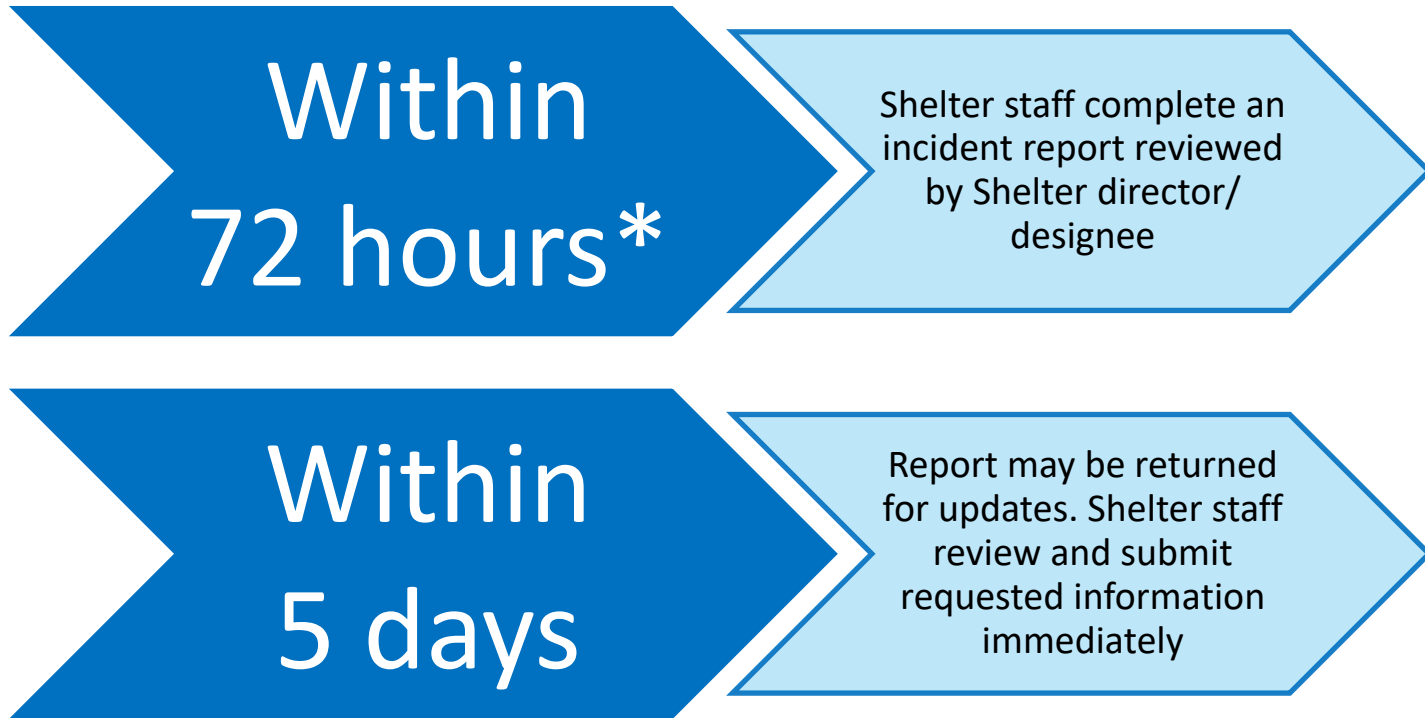 Within
72 hours*
Shelter staff complete an
incident report reviewed
by Shelter director/
designee
Within
5 days
Report may be returned
for updates. Shelter staff
review and submit
requested information
immediately